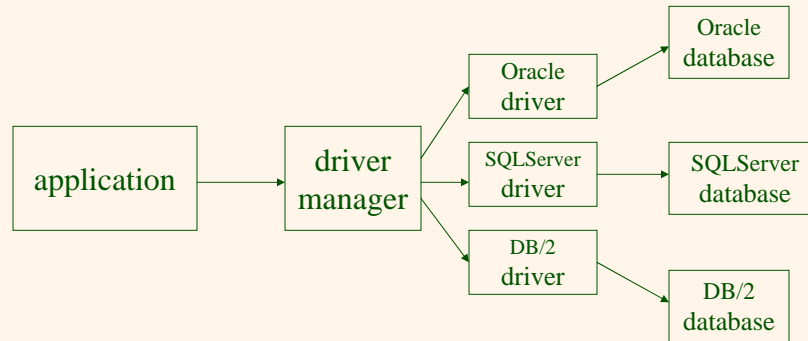 application
driver
manager
Oracle
driver
SQLServer
driver
DB/2
driver
Oracle
database
SQLServer
database
DB/2
database